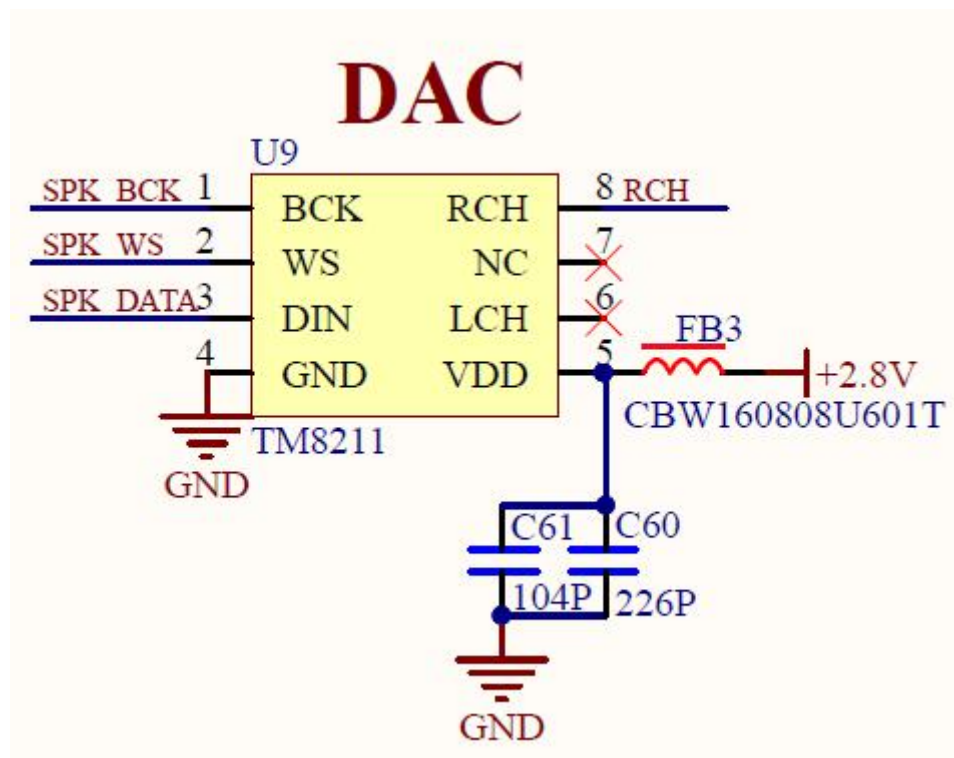 DAC
U9
SPK_BCK 1 BCK RCH 8 RCH
SPK_WS 2 WS NC 7
SPK_DATA 3 DIN LCH 6
4 GND VDD 5 FB3 +2.8V
CBW160808U601T
TM8211
GND
C61 C60
104P 226P
GND